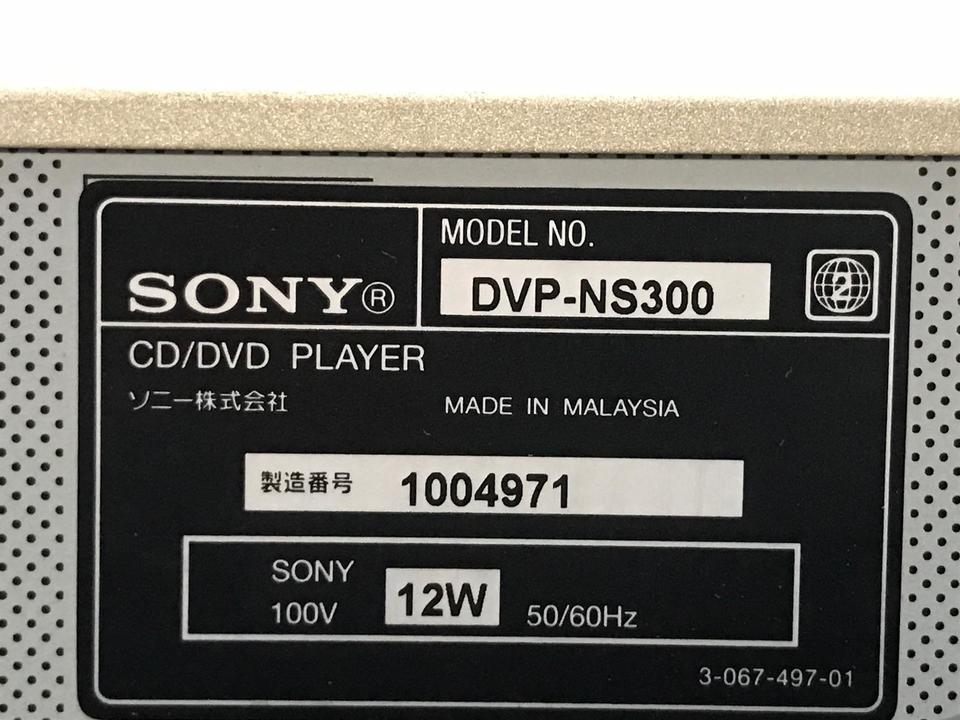 MODEL NO.
SONY® DVP-NS300 2
CD/DVD PLAYER
ソニー株式会社 MADE IN MALAYSIA
製造番号 1004971
SONY
100V 12W 50/60Hz
3-067-497-01